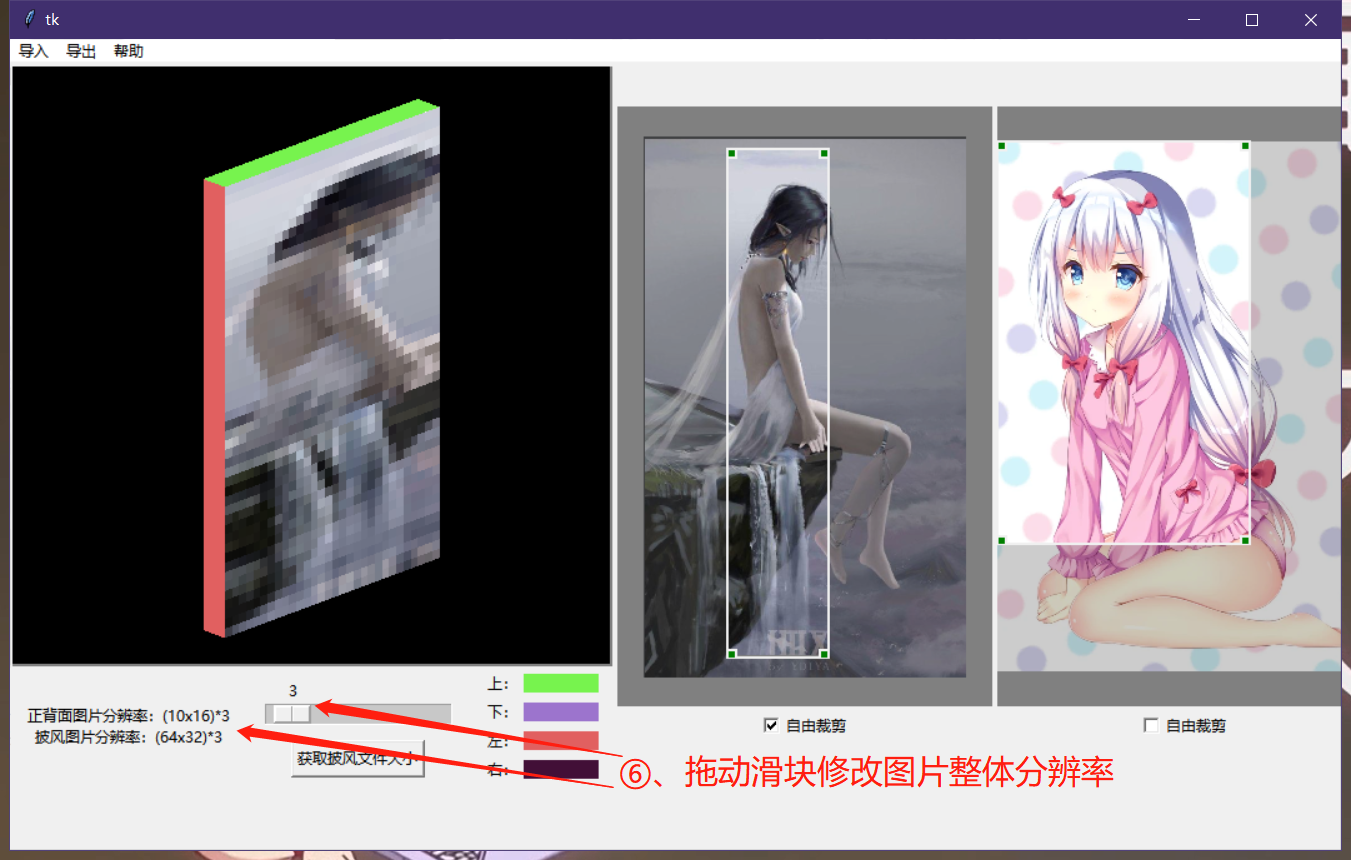 tk
导入 导出 帮助
3
正背面图片分辨率：(10x16)*3
披风图片分辨率：(64x32)*3
获取披风文件大小
上：
下：
左：
右：
自由裁剪
自由裁剪
⑥、拖动滑块修改图片整体分辨率